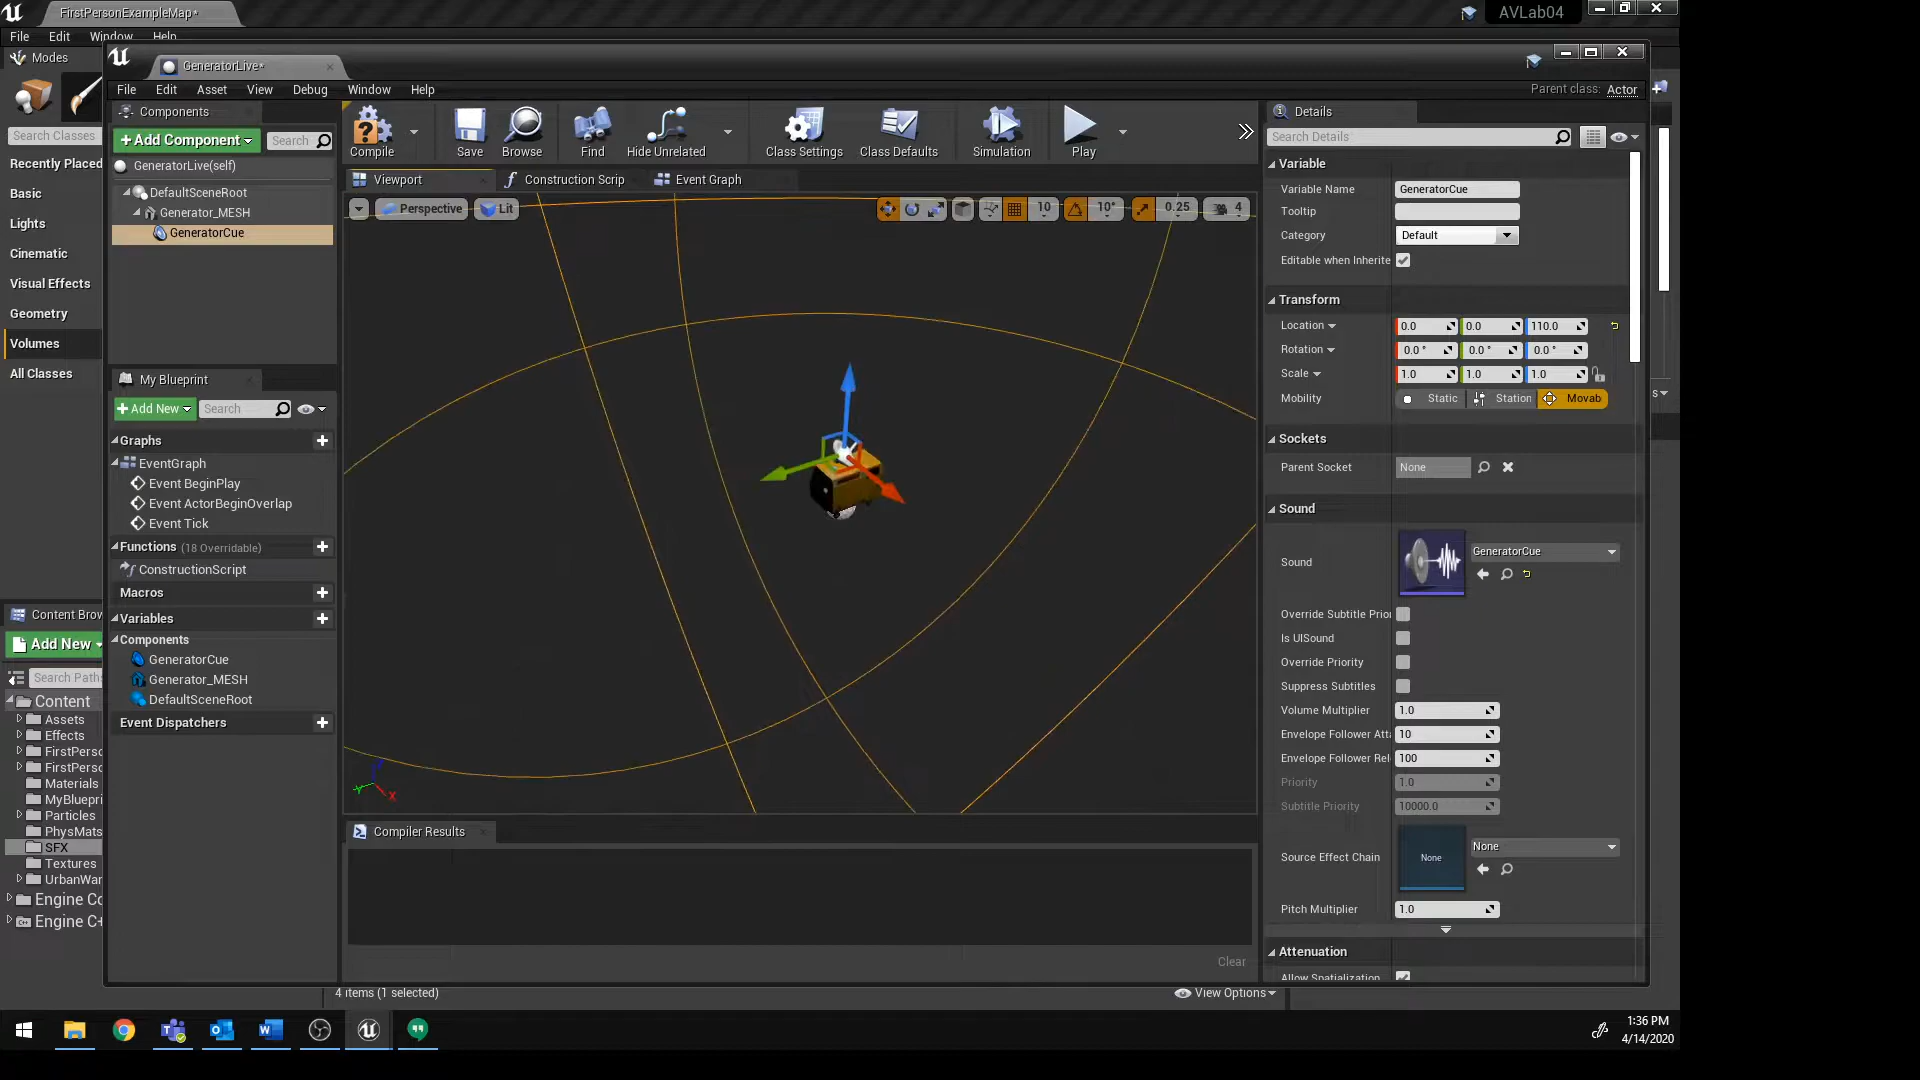 FirstPersonExampleMap*
AVLab04
File Edit Window Help
Modes
Search Classes
Recently Placed
Basic
Lights
Cinematic
Visual Effects
Geometry
Volumes
All Classes
Content
Add New
Search
Content
Assets
Effects
Materials
Particles
PhysMats
SFX
Textures
Engine
Engine
4 items (1 selected)
View Options
GeneratorLive*
File Edit Asset View Debug Window Help
Parent class: Actor
Components
+Add Component
Search
GeneratorLive(self)
DefaultSceneRoot
Generator_MESH
GeneratorCue
My Blueprint
+Add New
Search
Graphs
EventGraph
Event BeginPlay
Event ActorBeginOverlap
Event Tick
Functions (18 Overridable)
ConstructionScript
Macros
Variables
Components
GeneratorCue
Generator_MESH
DefaultSceneRoot
Event Dispatchers
Compile Save Browse Find Hide Unrelated Class Settings Class Defaults Simulation Play
Viewport Construction Scrip Event Graph
Perspective Lit 10 10° 0.25 4
X
Compiler Results
Clear
Details
Search Details
Variable
Variable Name GeneratorCue
Tooltip
Category Default
Editable when Inherite
Transform
Location 0.0 0.0 110.0
Rotation 0.0 ° 0.0 ° 0.0 °
Scale 1.0 1.0 1.0
Mobility Static Station Movab
Sockets
Parent Socket None
Sound
Sound GeneratorCue
Override Subtitle Prior
Is UISound
Override Priority
Suppress Subtitles
Volume Multiplier 1.0
Envelope Follower Atta 10
Envelope Follower Rel 100
Priority 1.0
Subtitle Priority 10000.0
Source Effect Chain None None
Pitch Multiplier 1.0
Attenuation
Allow Spatialization
1:36 PM
4/14/2020